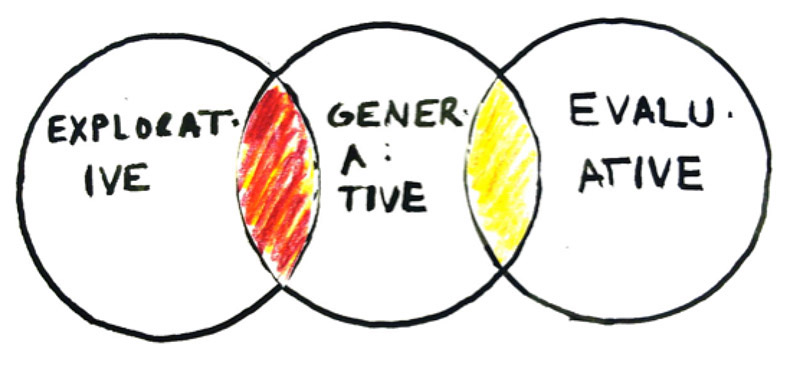 EXPLORAT·
IVE
GENER·
A:
TIVE
EVALU·
ATIVE